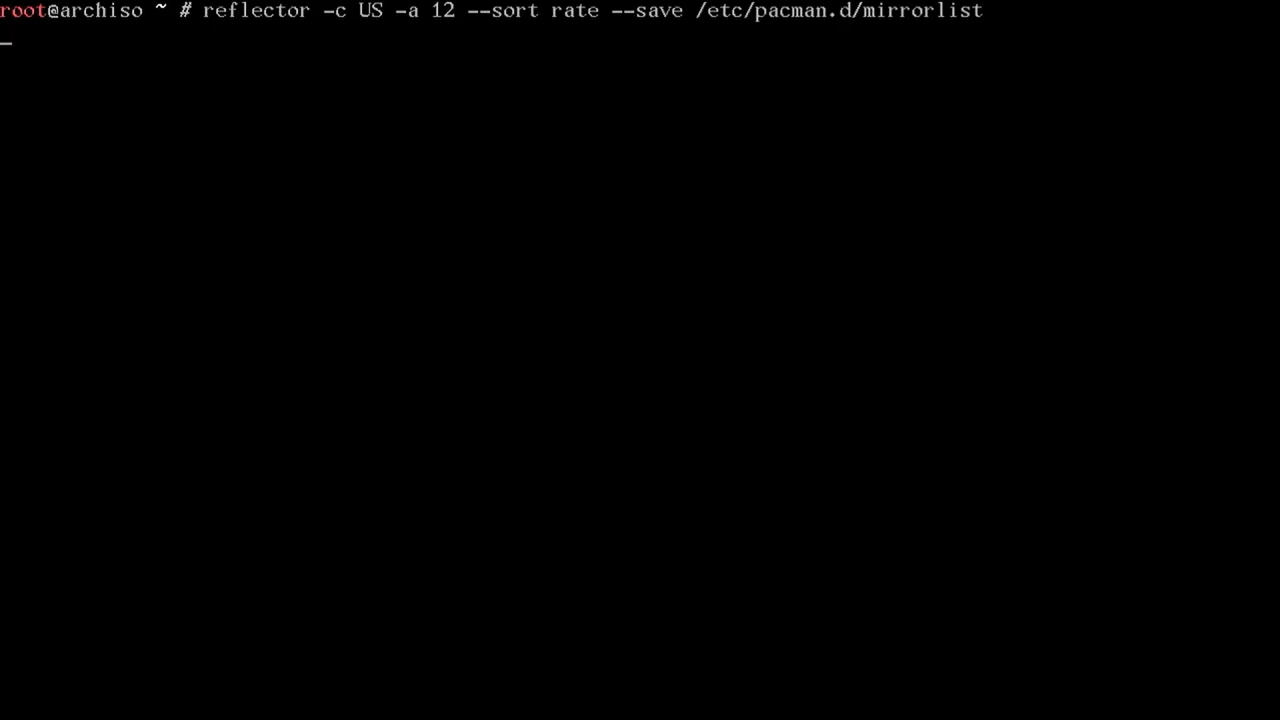 root@archiso ~ # reflector -c US -a 12 --sort rate --save /etc/pacman.d/mirrorlist